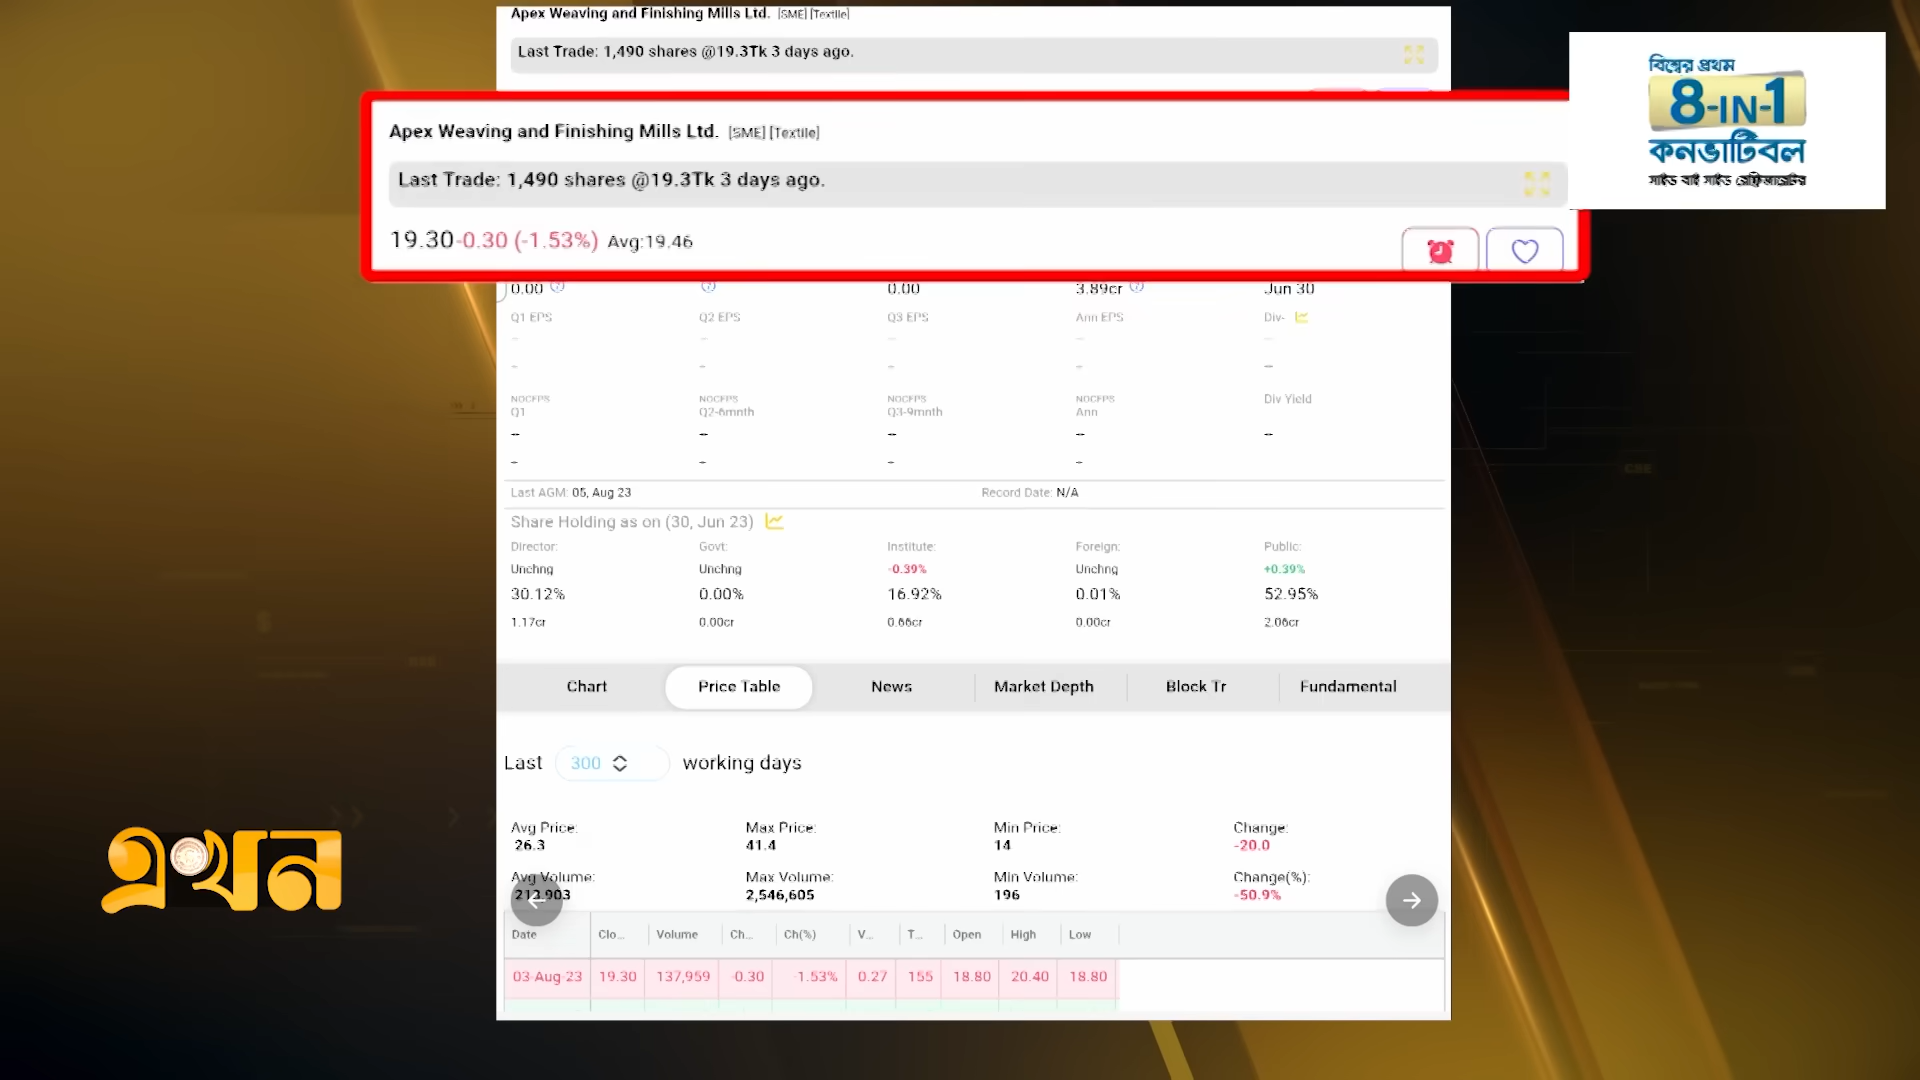 Apex Weaving and Finishing Mills Ltd. [SME] [Textile]
Last Trade: 1,490 shares @19.3Tk 3 days ago.
বিশ্বের প্রথম
8-IN-1
কনভার্টিবল
সাইড বাই সাইড রেফ্রিজারেটর
Apex Weaving and Finishing Mills Ltd. [SME] [Textile]
Last Trade: 1,490 shares @19.3Tk 3 days ago.
19.30 -0.30 (-1.53%) Avg:19.46
0.00 0.00 3.89cr Jun 30
Q1 EPS Q2 EPS Q3 EPS Ann EPS Div-
- - - - --
- - - - --
NOCFPS NOCFPS NOCFPS NOCFPS Div Yield
Q1 Q2-6mnth Q3-9mnth Ann
-- -- -- -- --
- - - -
Last AGM: 05, Aug 23 Record Date: N/A
Share Holding as on (30, Jun 23)
Director: Govt: Institute: Foreign: Public:
Unchng Unchng -0.39% Unchng +0.39%
30.12% 0.00% 16.92% 0.01% 52.95%
1.17cr 0.00cr 0.66cr 0.00cr 2.06cr
Chart Price Table News Market Depth Block Tr Fundamental
Last 300 working days
Avg Price: Max Price: Min Price: Change:
26.3 41.4 14 -20.0
Avg Volume: Max Volume: Min Volume: Change(%):
2,546,605 196 -50.9%
Date Clo... Volume Ch... Ch(%) V... T... Open High Low
03-Aug-23 19.30 137,959 -0.30 -1.53% 0.27 155 18.80 20.40 18.80
এখন